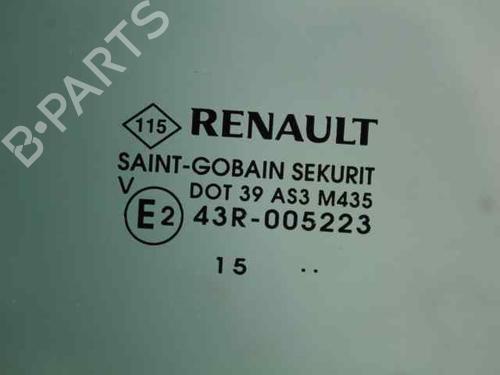 B-PARTS
115 RENAULT
SAINT-GOBAIN SEKURIT
V DOT 39 AS3 M435
E2 43R-005223
15 ..